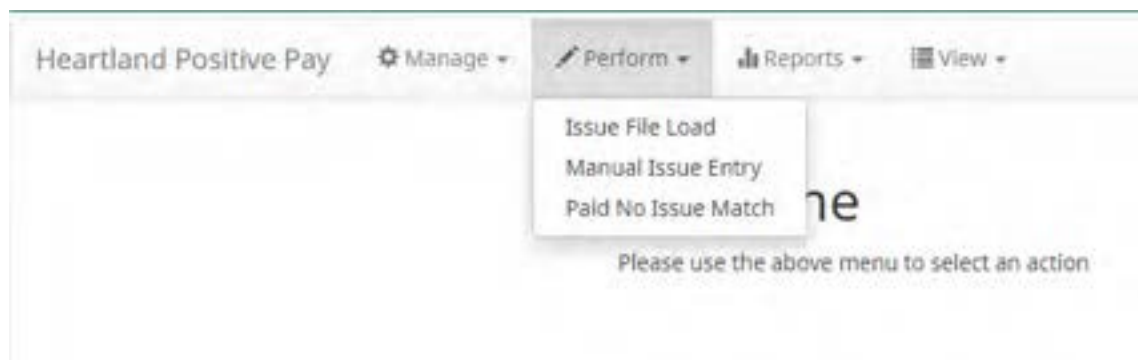 Heartland Positive Pay Manage Perform Reports View
Issue File Load
Manual Issue Entry
Paid No Issue Match
Please use the above menu to select an action